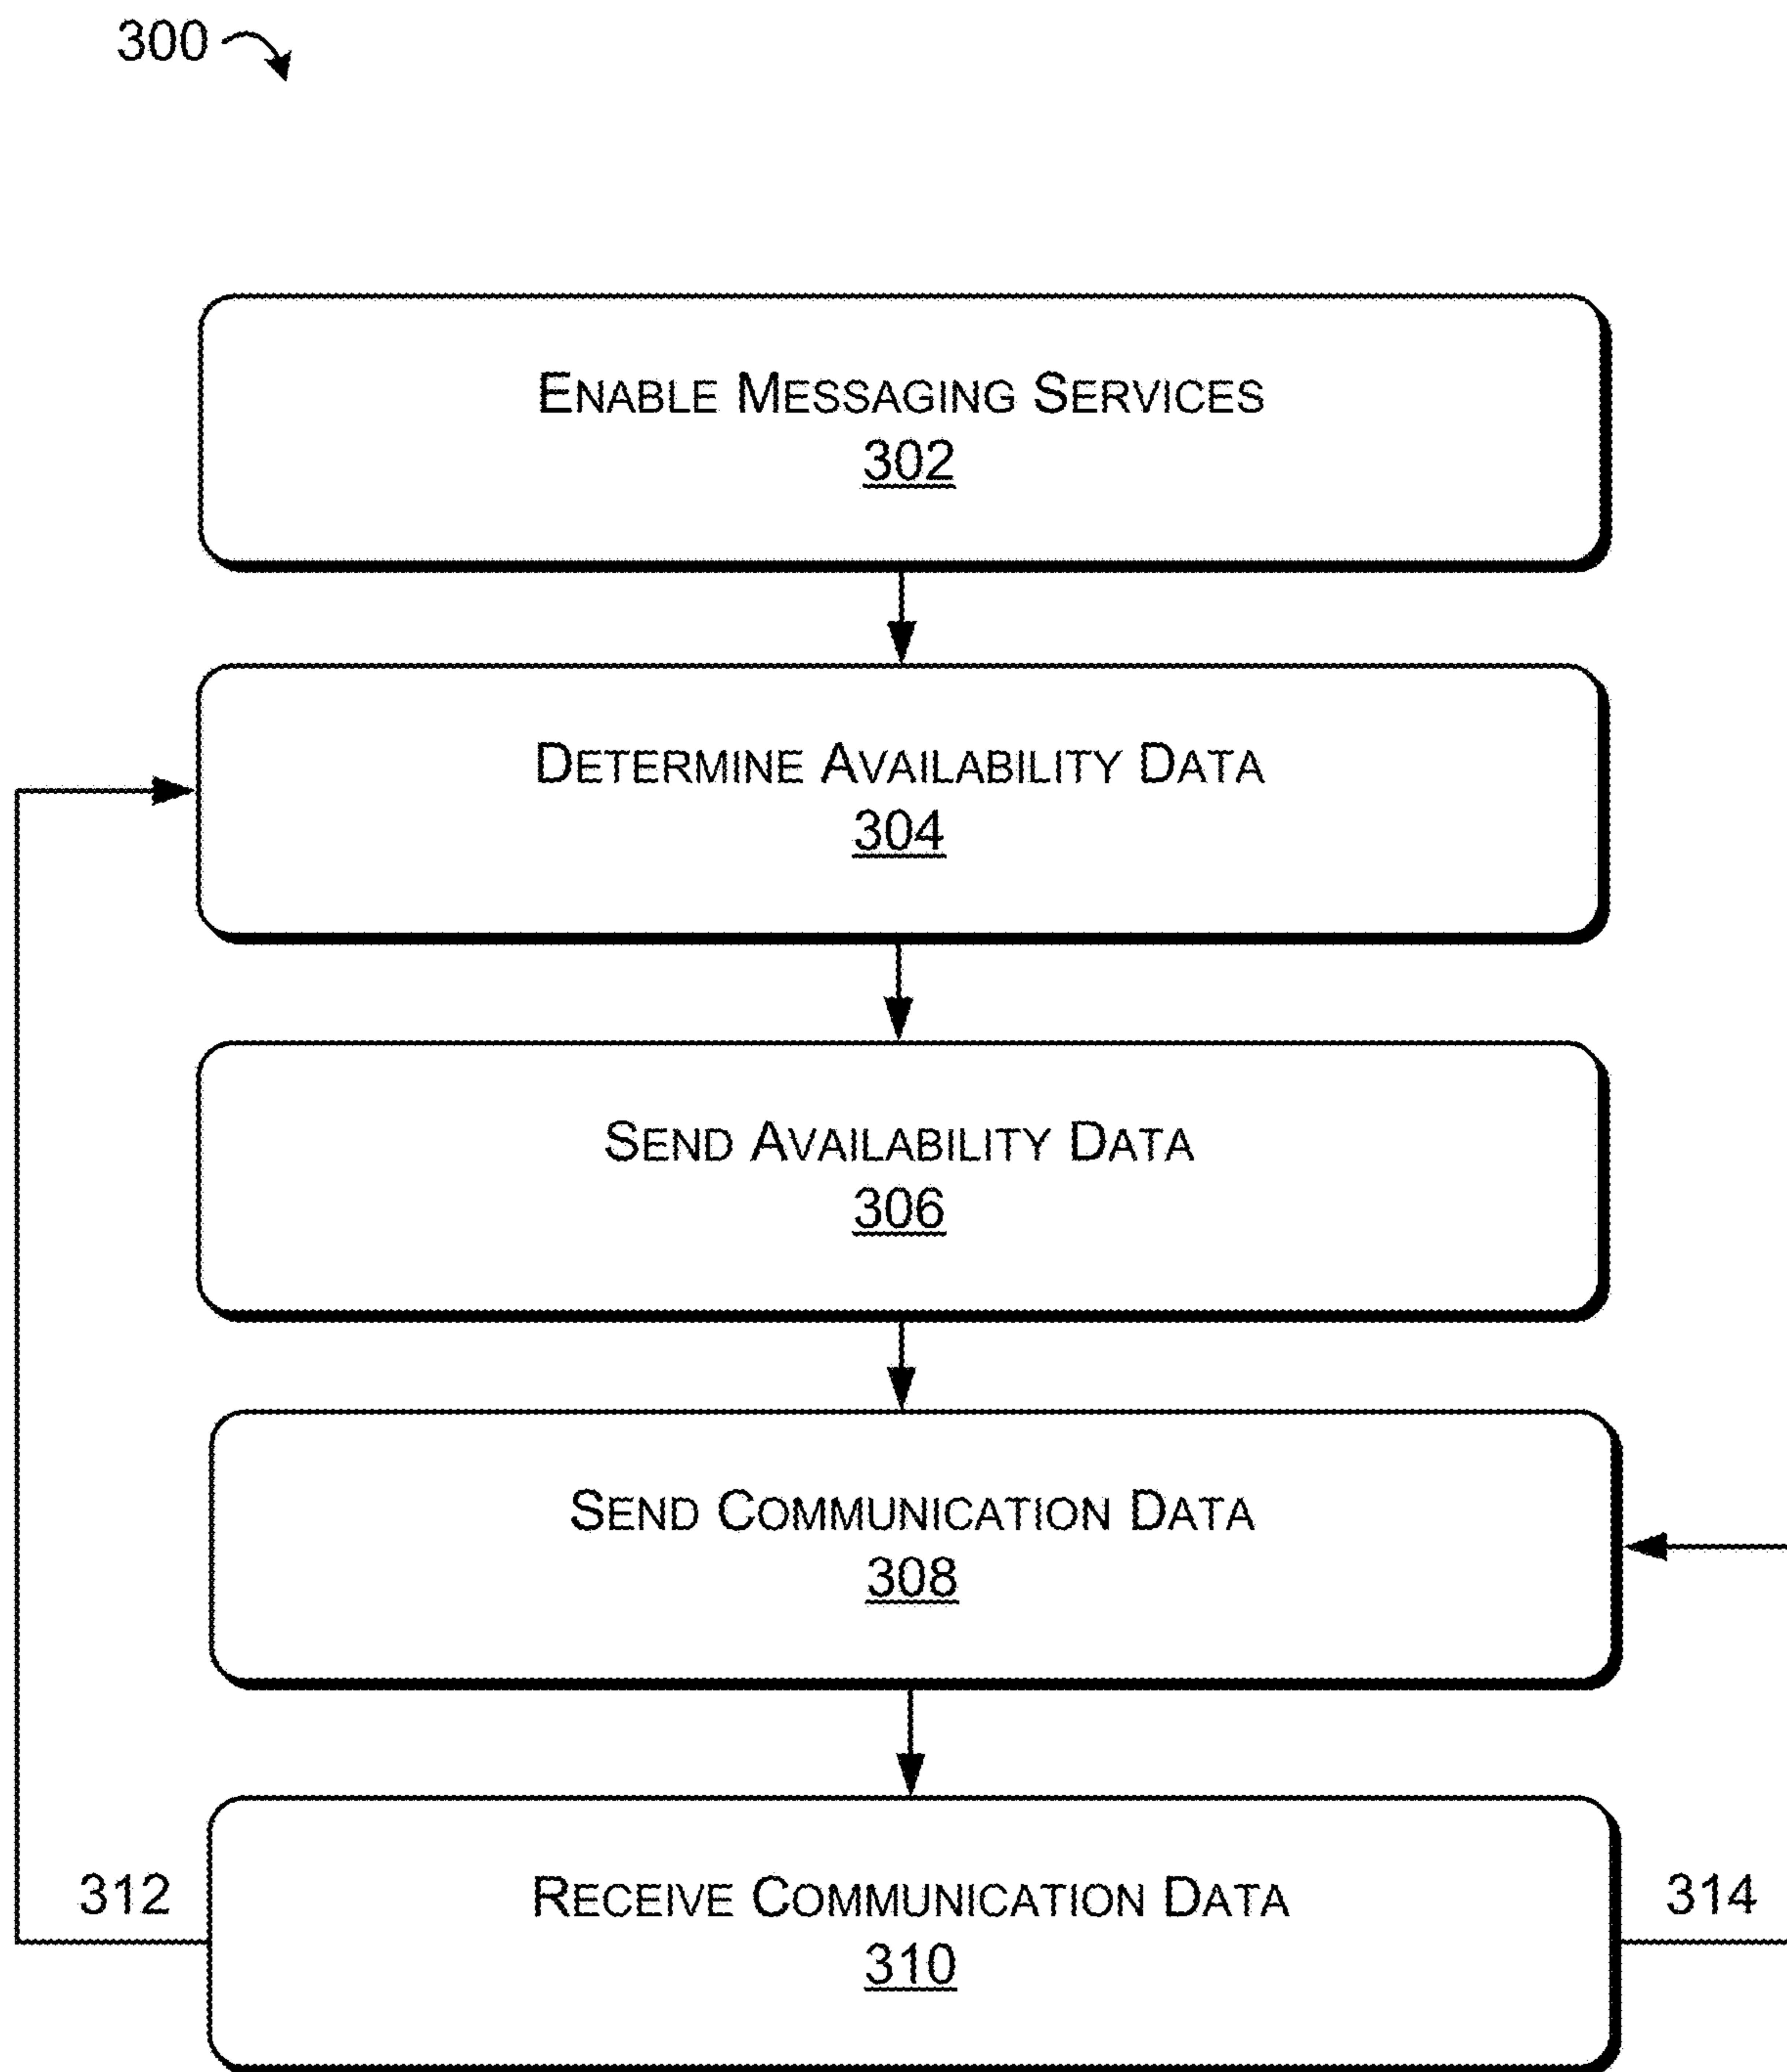 300
ENABLE MESSAGING SERVICES
302
DETERMINE AVAILABILITY DATA
304
SEND AVAILABILITY DATA
306
SEND COMMUNICATION DATA
308
312
RECEIVE COMMUNICATION DATA
314
310